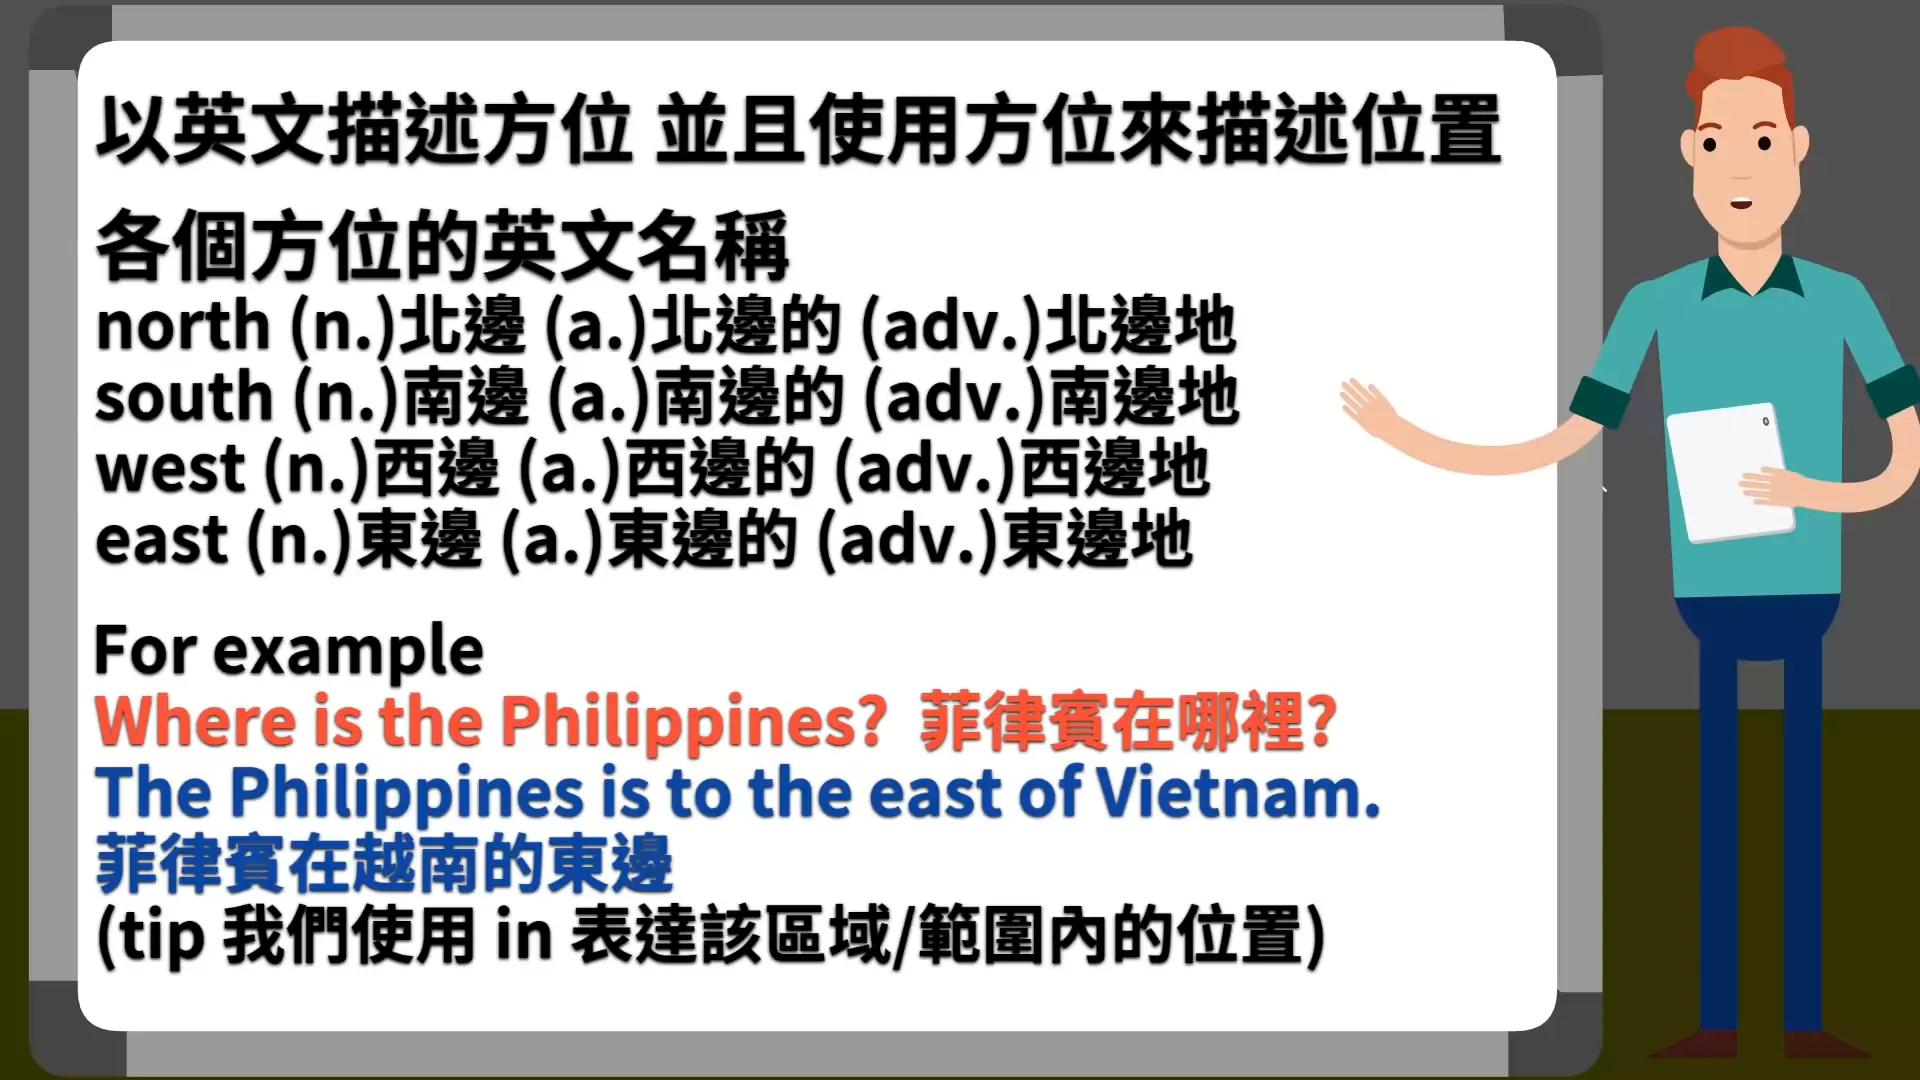 以英文描述方位 並且使用方位來描述位置
各個方位的英文名稱
north (n.)北邊 (a.)北邊的 (adv.)北邊地
south (n.)南邊 (a.)南邊的 (adv.)南邊地
west (n.)西邊 (a.)西邊的 (adv.)西邊地
east (n.)東邊 (a.)東邊的 (adv.)東邊地
For example
Where is the Philippines? 菲律賓在哪裡?
The Philippines is to the east of Vietnam.
菲律賓在越南的東邊
(tip 我們使用 in 表達該區域/範圍內的位置)